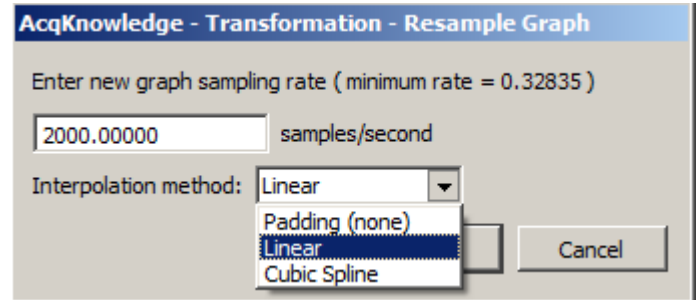 AcqKnowledge - Transformation - Resample Graph
Enter new graph sampling rate ( minimum rate = 0.32835 )
2000.00000 samples/second
Interpolation method: Linear
Padding (none)
Linear
Cancel
Cubic Spline